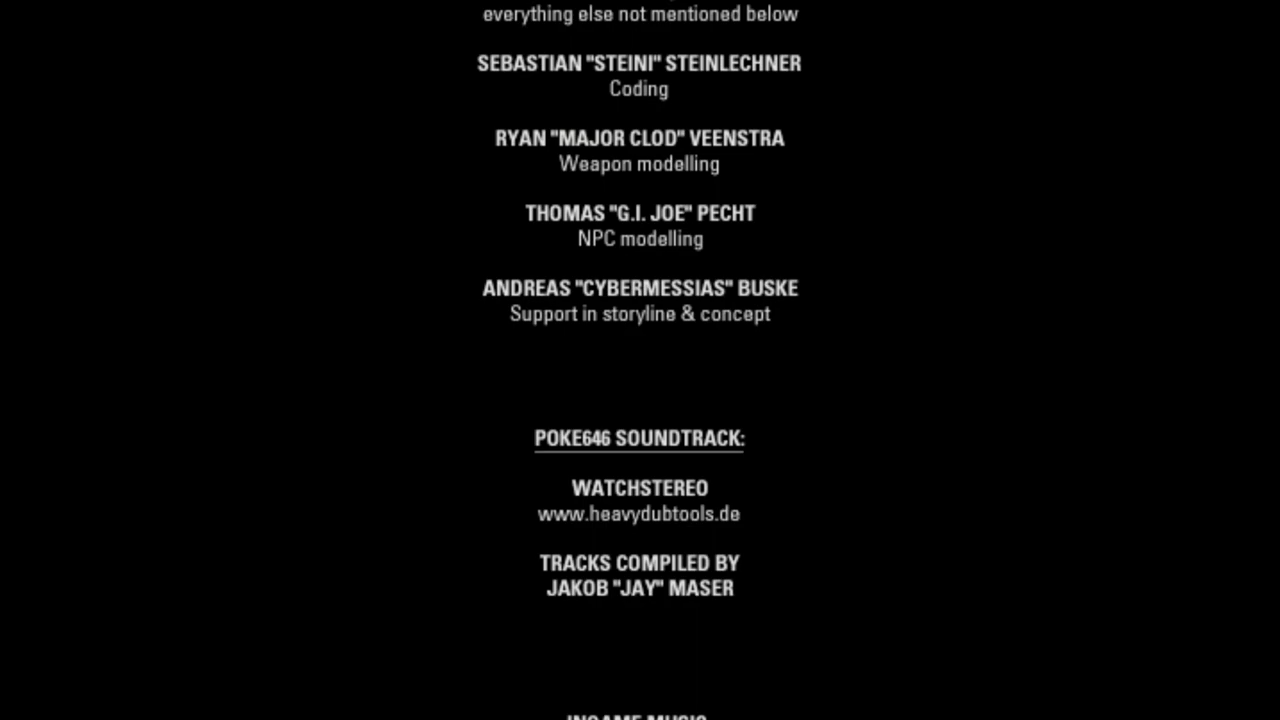 everything else not mentioned below
SEBASTIAN "STEINI" STEINLECHNER
Coding
RYAN "MAJOR CLOD" VEENSTRA
Weapon modelling
THOMAS "G.I. JOE" PECHT
NPC modelling
ANDREAS "CYBERMESSIAS" BUSKE
Support in storyline & concept
POKE646 SOUNDTRACK:
WATCHSTEREO
www.heavydubtools.de
TRACKS COMPILED BY
JAKOB "JAY" MASER
INGAME MUSIC